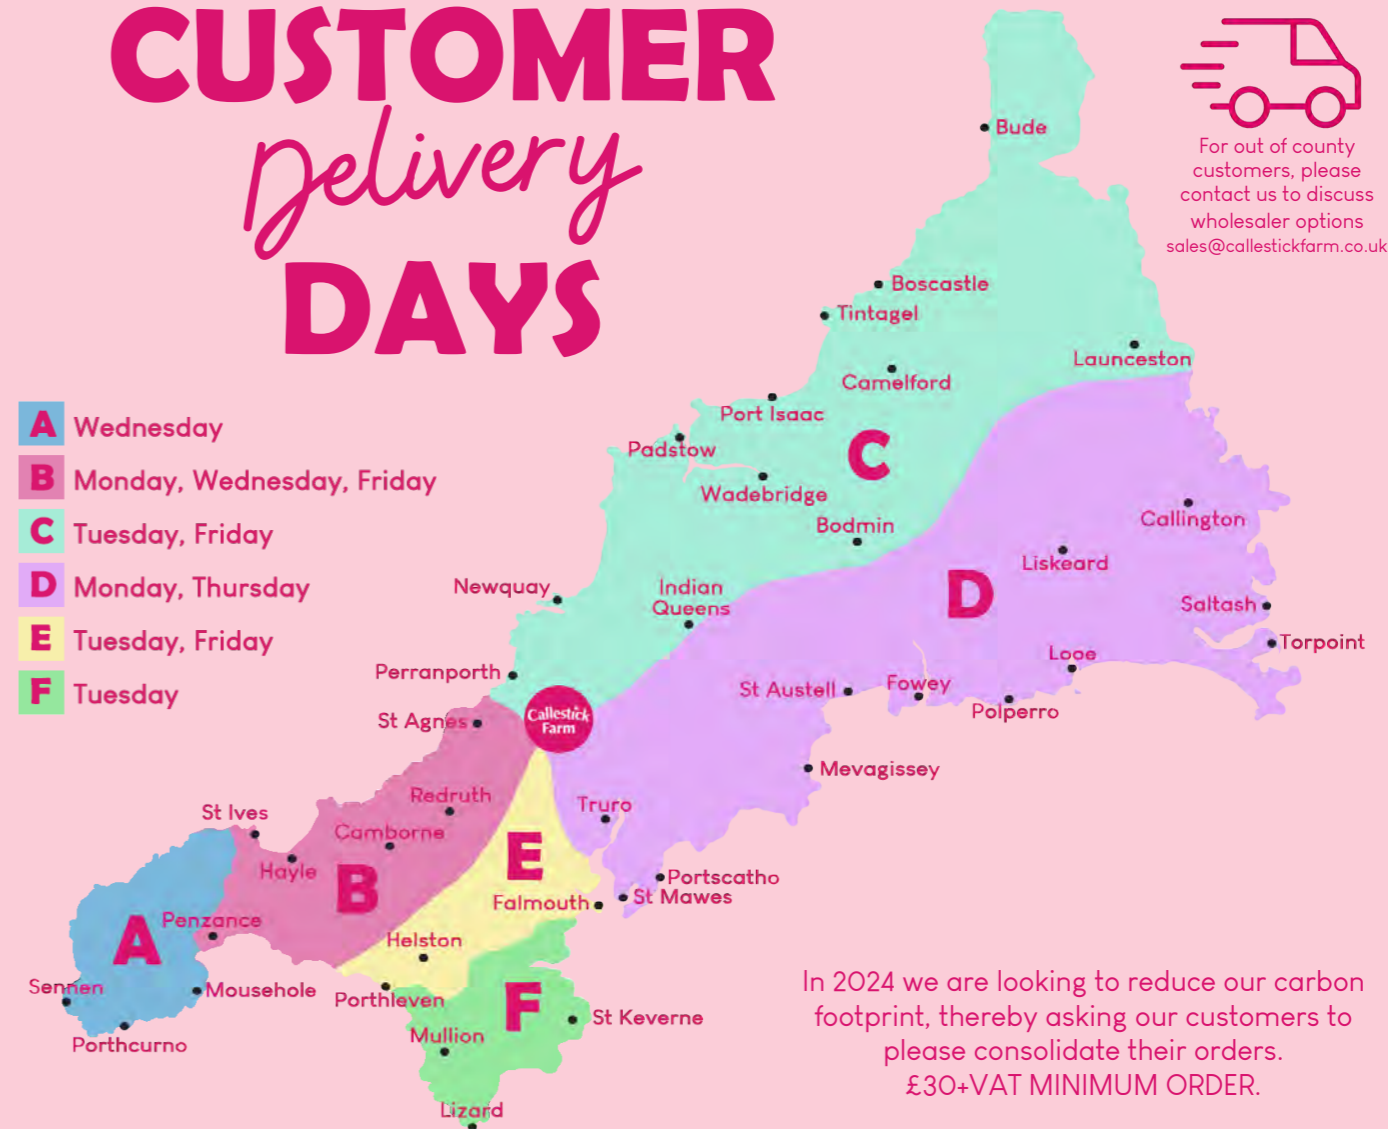 CUSTOMER
Delivery
DAYS
For out of county
customers, please
contact us to discuss
wholesaler options
sales@callestickfarm.co.uk
A Wednesday
B Monday, Wednesday, Friday
C Tuesday, Friday
D Monday, Thursday
E Tuesday, Friday
F Tuesday
Bude
Boscastle
Tintagel
Launceston
Camelford
Port Isaac
Padstow
C
Wadebridge
Bodmin
Callington
Liskeard
Newquay
Indian
Queens
D
Saltash
Torpoint
Looe
Perranporth
St Austell
Fowey
Polperro
St Agnes
Callestick
Farm
Mevagissey
Redruth
Truro
St Ives
Camborne
E
Hayle
B
Portscatho
St Mawes
Falmouth
Penzance
A
Helston
Sennen
Mousehole
Porthleven
F
St Keverne
Porthcurno
Mullion
Lizard
In 2024 we are looking to reduce our carbon
footprint, thereby asking our customers to
please consolidate their orders.
£30+VAT MINIMUM ORDER.